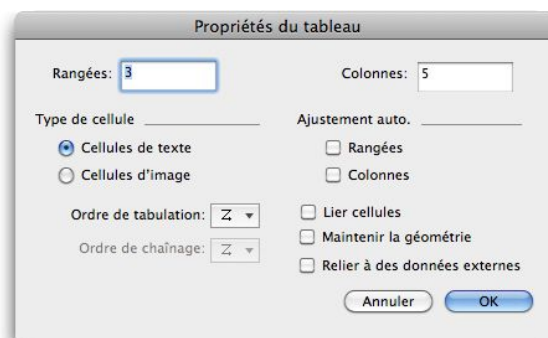 Propriétés du tableau
Rangées: 3
Colonnes: 5
Type de cellule
Cellules de texte
Cellules d'image
Ordre de tabulation:
Ordre de chaînage:
Ajustement auto.
Rangées
Colonnes
Lier cellules
Maintenir la géométrie
Relier à des données externes
Annuler
OK